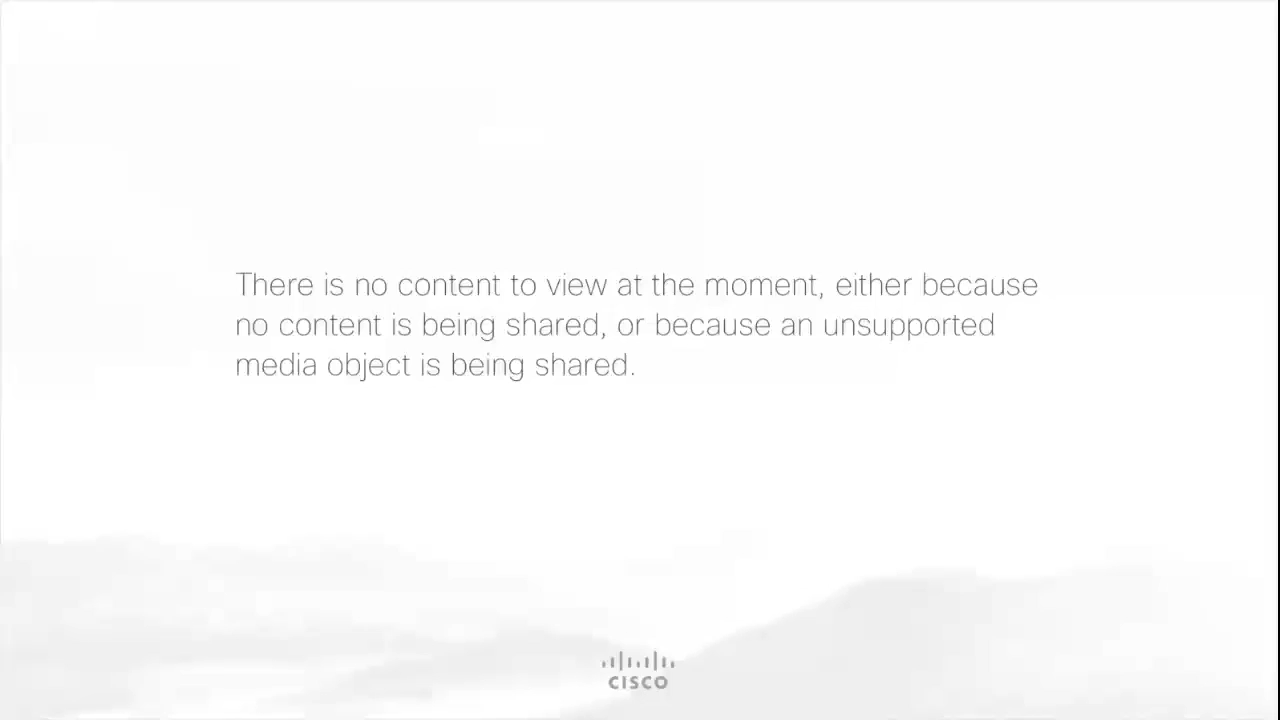 There is no content to view at the moment, either because
no content is being shared, or because an unsupported
media object is being shared.
CISCO